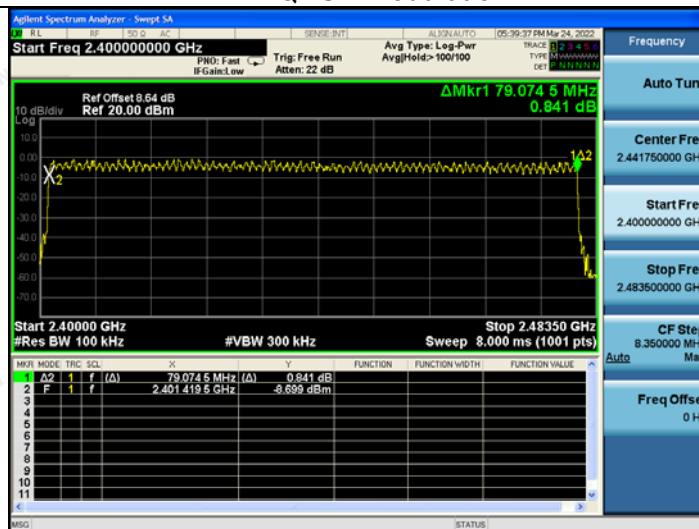 Agilent Spectrum Analyzer - Swept SA
RL RF 50 Ω AC SENSE:INT ALIGN AUTO 05:39:37 PM Mar 24, 2022
Start Freq 2.400000000 GHz
PNO: Fast
IFGain:Low
Trig: Free Run
Atten: 22 dB
Avg Type: Log-Pwr
Avg|Hold:> 100/100
TRACE 1 2 3 4 5 6
TYPE
DET P N N N N N
Frequency
Auto Tun
Center Fre
2.441750000 GH
Start Fre
2.400000000 GH
Stop Fre
2.483500000 GH
CF Ste
8.350000 MH
Auto Ma
Freq Offse
0 H
ΔMkr1 79.074 5 MHz
0.841 dB
Ref Offset 8.64 dB
10 dB/div Ref 20.00 dBm
Log
10.0
0.00
-10.0
-20.0
-30.0
-40.0
-50.0
-60.0
-70.0
1Δ2
2
Start 2.40000 GHz Stop 2.48350 GHz
#Res BW 100 kHz #VBW 300 kHz Sweep 8.000 ms (1001 pts)
MKR MODE TRC SCL X Y FUNCTION FUNCTION WIDTH FUNCTION VALUE
1 Δ2 1 f (Δ) 79.074 5 MHz (Δ) 0.841 dB
2 F 1 f 2.401 419 5 GHz -8.699 dBm
3
4
5
6
7
8
9
10
11
MSG STATUS